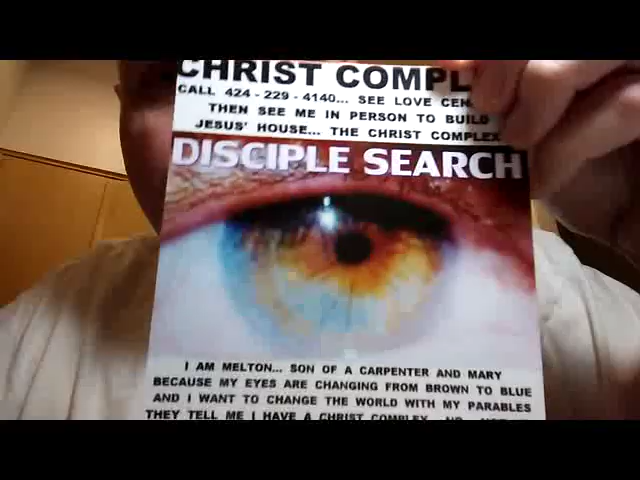 CHRIST COMPL
CALL 424 - 229 - 4140... SEE LOVE CEN
THEN SEE ME IN PERSON TO BUILD
JESUS' HOUSE... THE CHRIST COMPLEX
DISCIPLE SEARCH
I AM MELTON... SON OF A CARPENTER AND MARY
BECAUSE MY EYES ARE CHANGING FROM BROWN TO BLUE
AND I WANT TO CHANGE THE WORLD WITH MY PARABLES
THEY TELL ME I HAVE A CHRIST COMPLEX